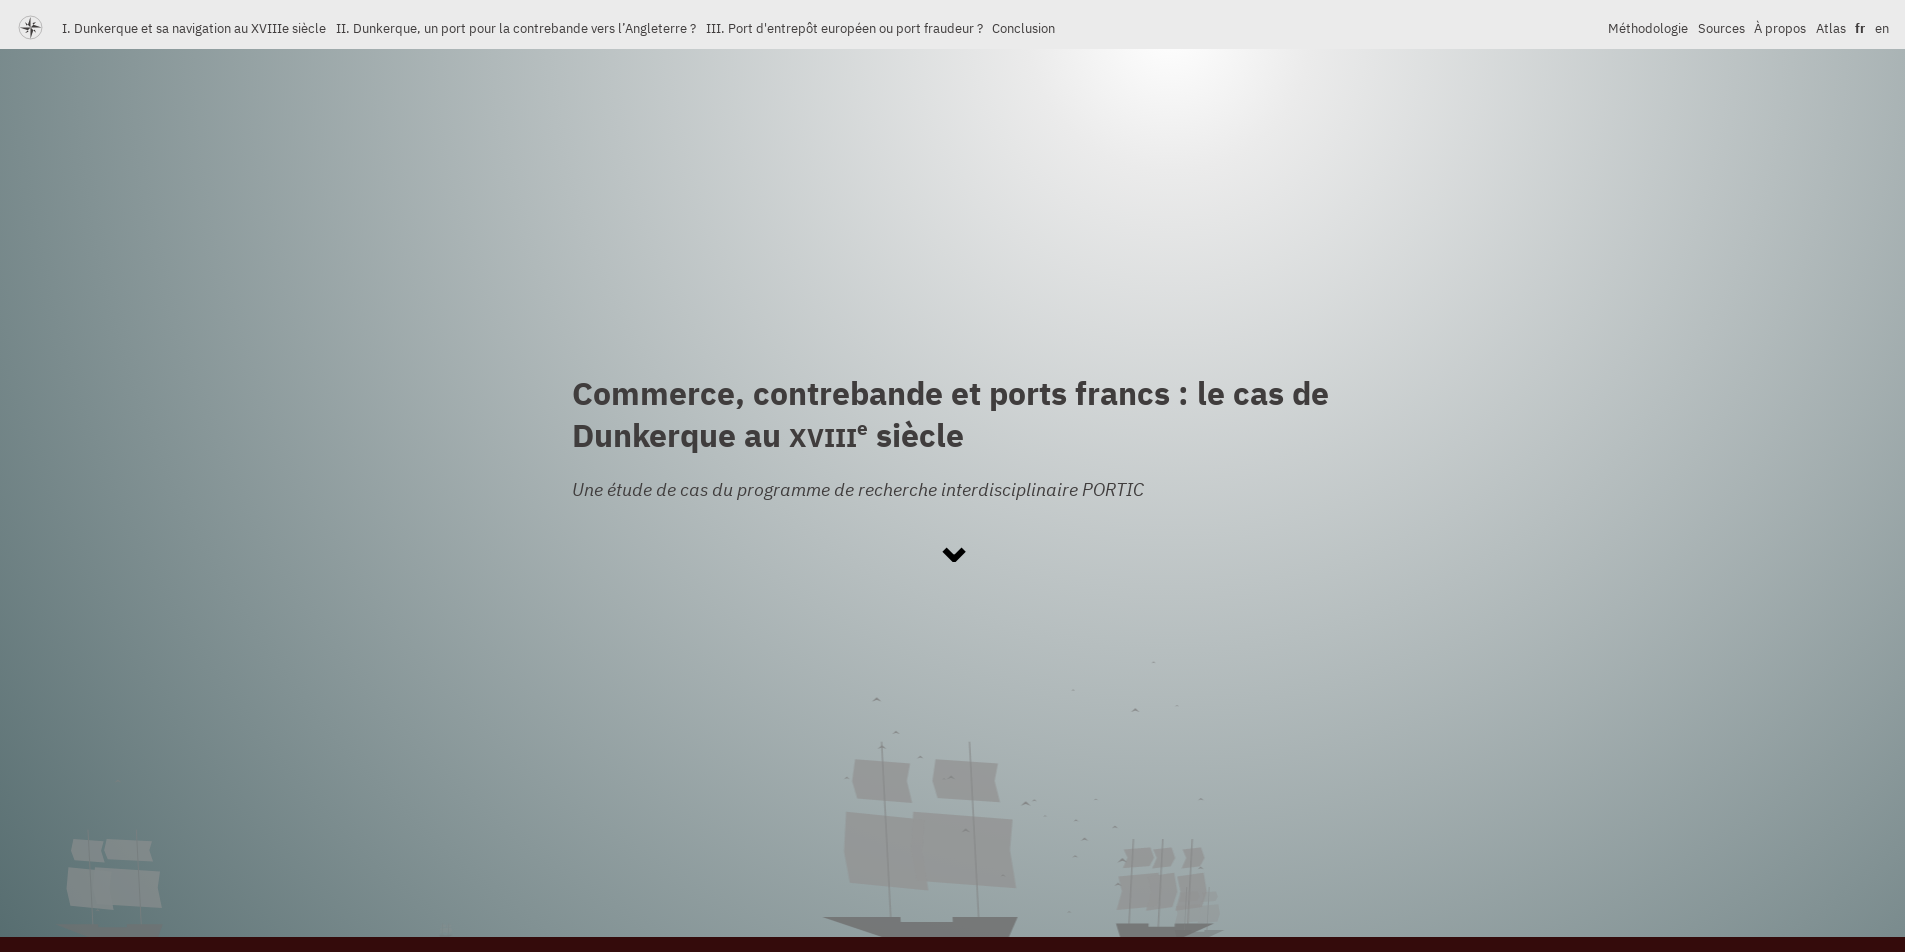 I. Dunkerque et sa navigation au XVIIIe siècle II. Dunkerque, un port pour la contrebande vers l’Angleterre ? III. Port d'entrepôt européen ou port fraudeur ? Conclusion Méthodologie Sources À propos Atlas fr en
Commerce, contrebande et ports francs : le cas de
Dunkerque au XVIIIe siècle
Une étude de cas du programme de recherche interdisciplinaire PORTIC